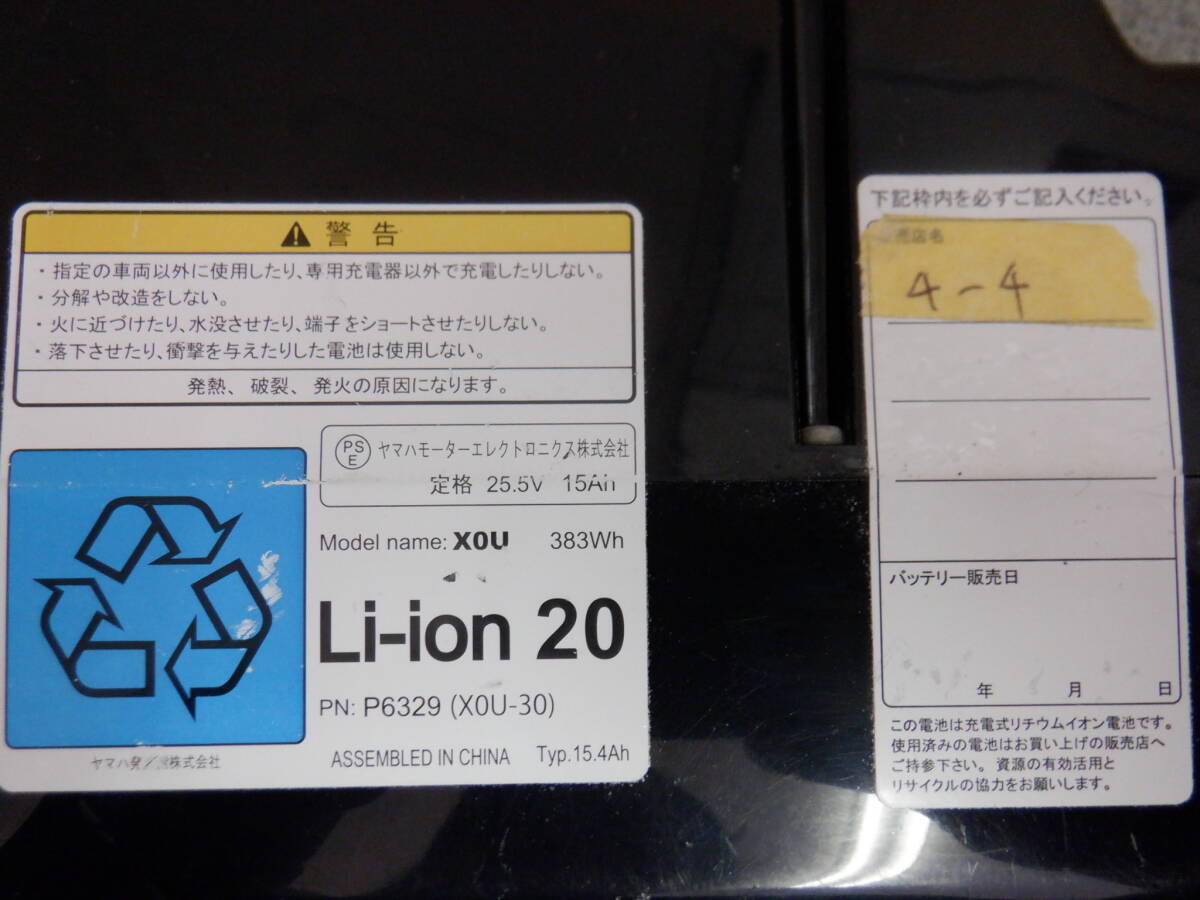 警告
・指定の車両以外に使用したり、専用充電器以外で充電したりしない。
・分解や改造をしない。
・火に近づけたり、水没させたり、端子をショートさせたりしない。
・落下させたり、衝撃を与えたりした電池は使用しない。
発熱、破裂、発火の原因になります。
PS
E
ヤマハモーターエレクトロニクス株式会社
定格 25.5V 15Ah
Model name: X0U 383Wh
Li-ion 20
PN: P6329 (X0U-30)
ASSEMBLED IN CHINA Typ.15.4Ah
ヤマハ発 株式会社
下記枠内を必ずご記入ください。
売店名
4-4
バッテリー販売日
年 月 日
この電池は充電式リチウムイオン電池です。
使用済みの電池はお買い上げの販売店へ
ご持参下さい。資源の有効活用と
リサイクルの協力をお願いします。